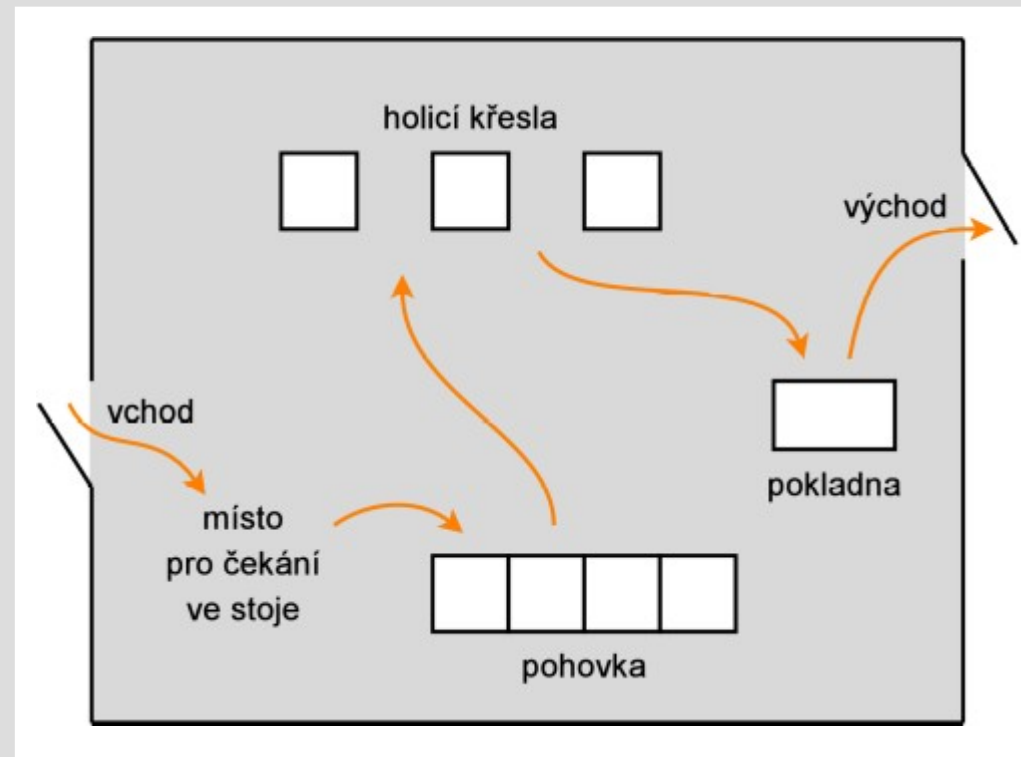 holicí křesla
východ
vchod
pokladna
místo
pro čekání
ve stoje
pohovka